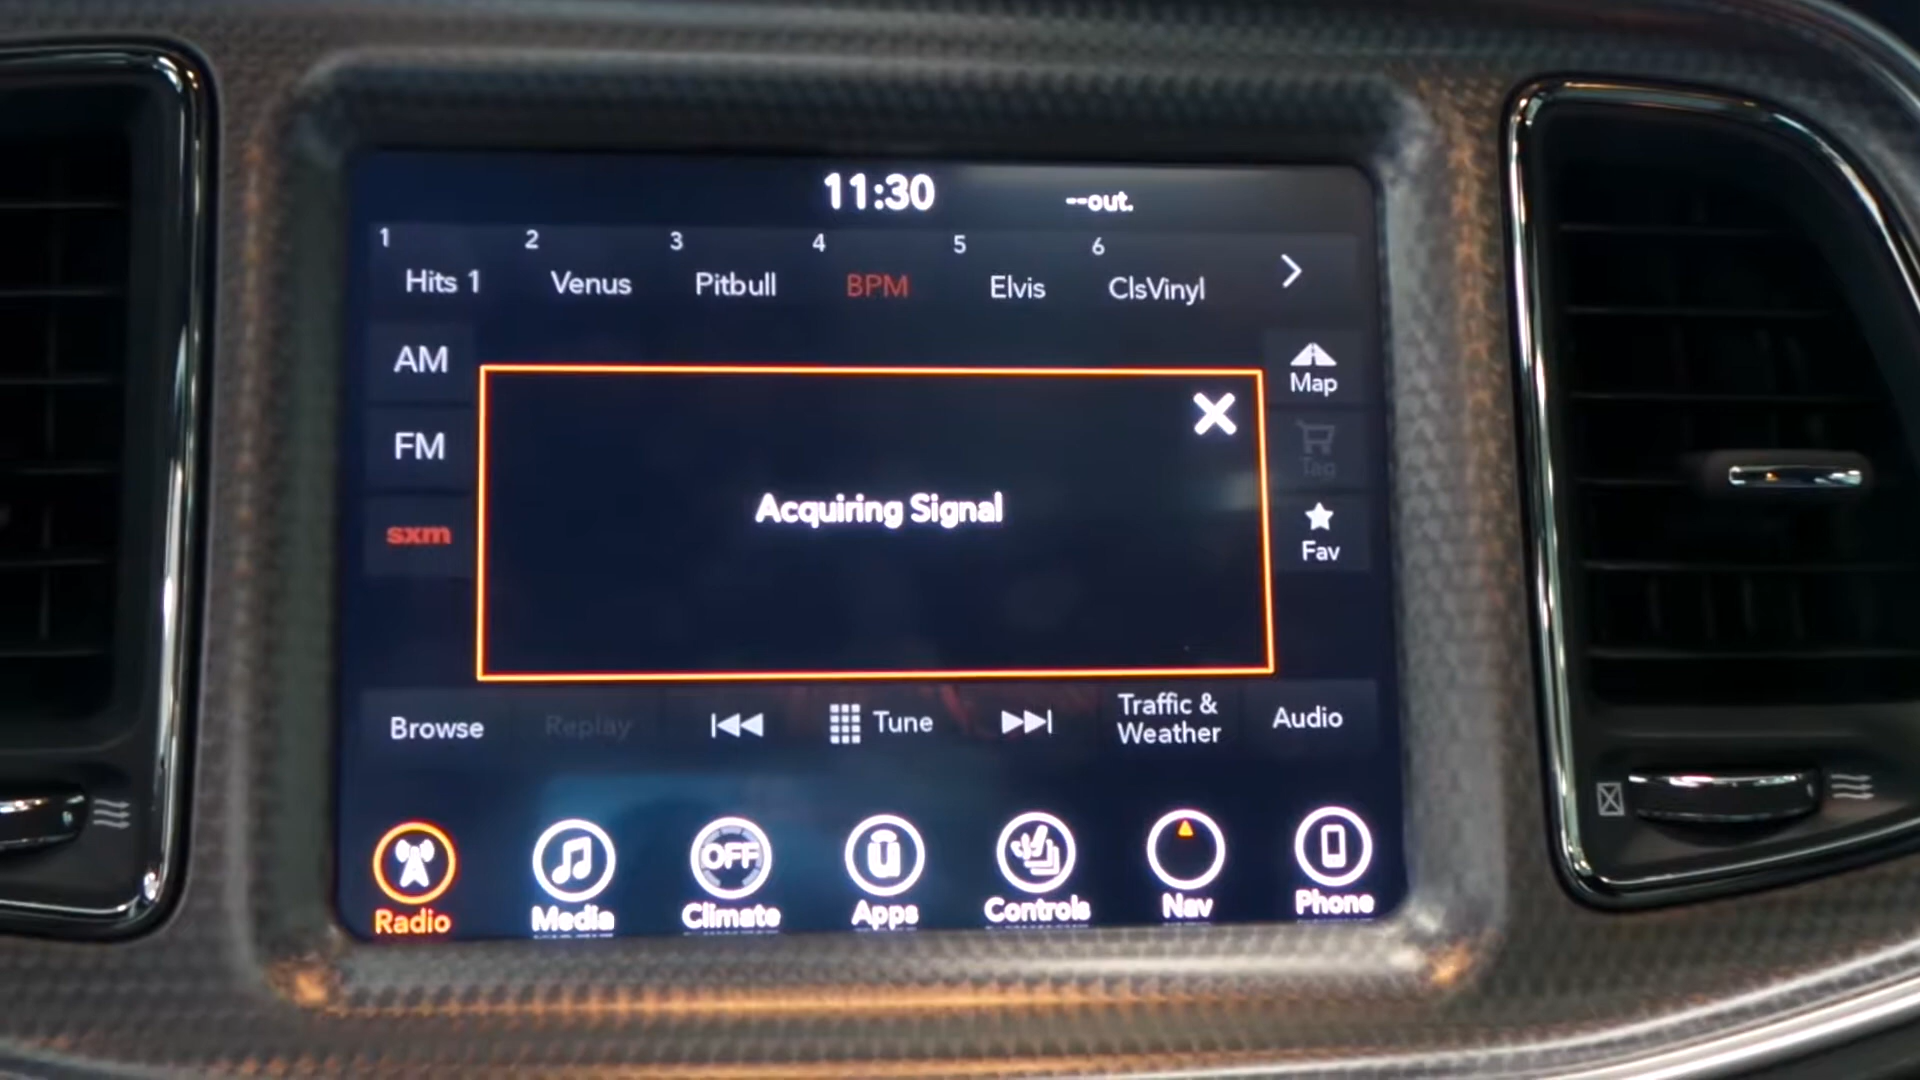 11:30
--out.
1 2 3 4 5 6
Hits 1 Venus Pitbull BPM Elvis ClsVinyl
AM
Map
FM
Tag
Acquiring Signal
sxm
Fav
Browse Replay Tune Traffic &
Weather Audio
OFF
Radio Media Climate Apps Controls Nav Phone